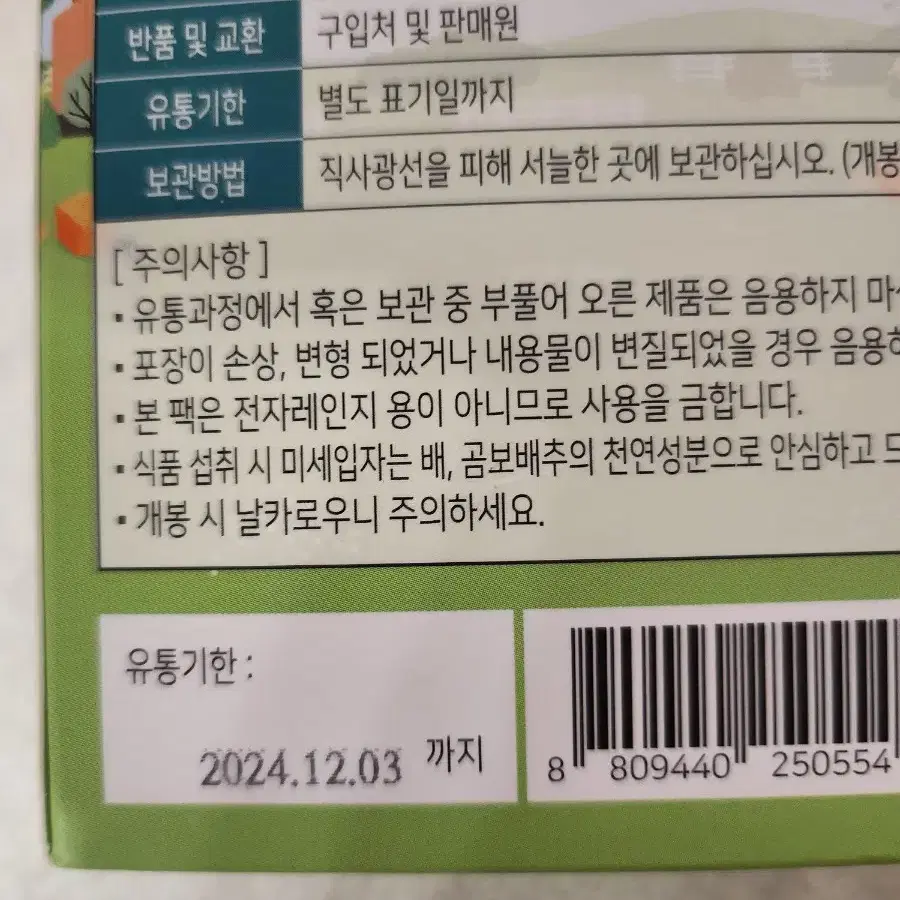 반품 및 교환 구입처 및 판매원
유통기한 별도 표기일까지
보관방법 직사광선을 피해 서늘한 곳에 보관하십시오. (개봉
[ 주의사항 ]
▪ 유통과정에서 혹은 보관 중 부풀어 오른 제품은 음용하지 마
▪ 포장이 손상, 변형 되었거나 내용물이 변질되었을 경우 음용하
▪ 본 팩은 전자레인지 용이 아니므로 사용을 금합니다.
▪ 식품 섭취 시 미세입자는 배, 곰보배추의 천연성분으로 안심하고 드
▪ 개봉 시 날카로우니 주의하세요.
유통기한 :
2024.12.03 까지
8 809440 250554